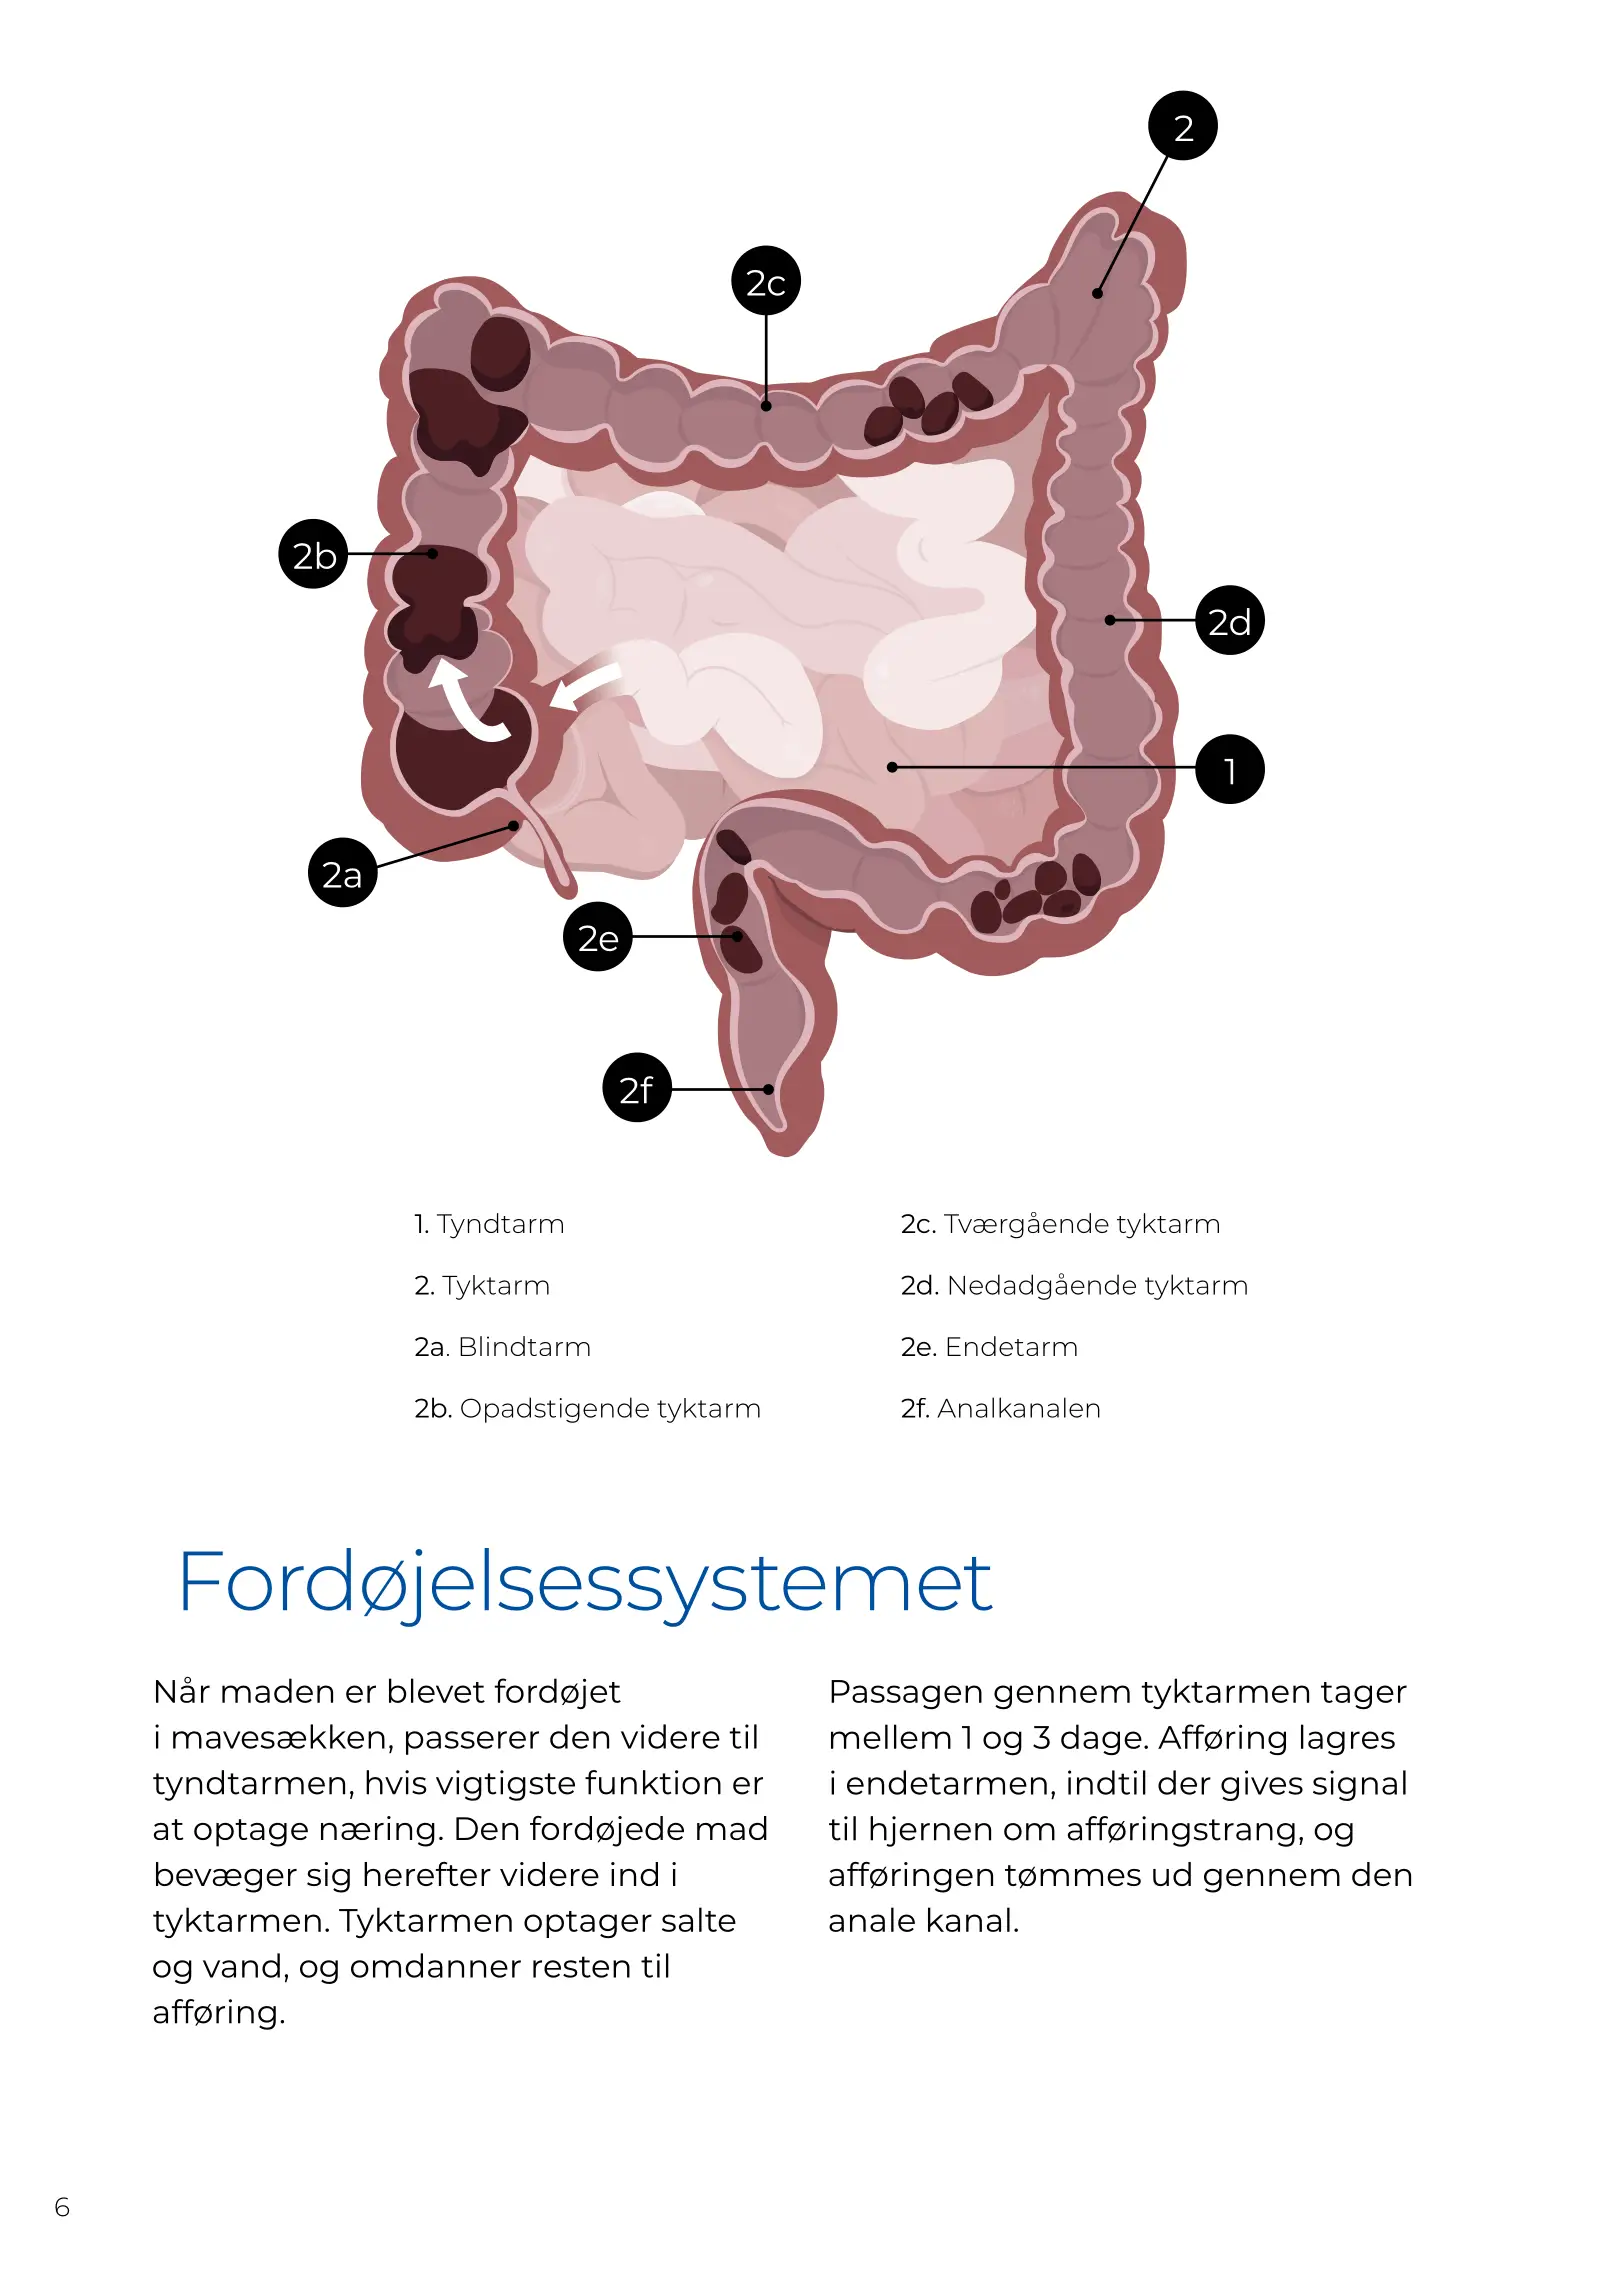 2
2c
2b
2d
1
2a
2e
2f
1. Tyndtarm
2. Tyktarm
2a. Blindtarm
2b. Opadstigende tyktarm
2c. Tværgående tyktarm
2d. Nedadgående tyktarm
2e. Endetarm
2f. Analkanalen
Fordøjelsessystemet
Når maden er blevet fordøjet
i mavesækken, passerer den videre til
tyndtarmen, hvis vigtigste funktion er
at optage næring. Den fordøjede mad
bevæger sig herefter videre ind i
tyktarmen. Tyktarmen optager salte
og vand, og omdanner resten til
afføring.
Passagen gennem tyktarmen tager
mellem 1 og 3 dage. Afføring lagres
i endetarmen, indtil der gives signal
til hjernen om afføringstrang, og
afføringen tømmes ud gennem den
anale kanal.
6